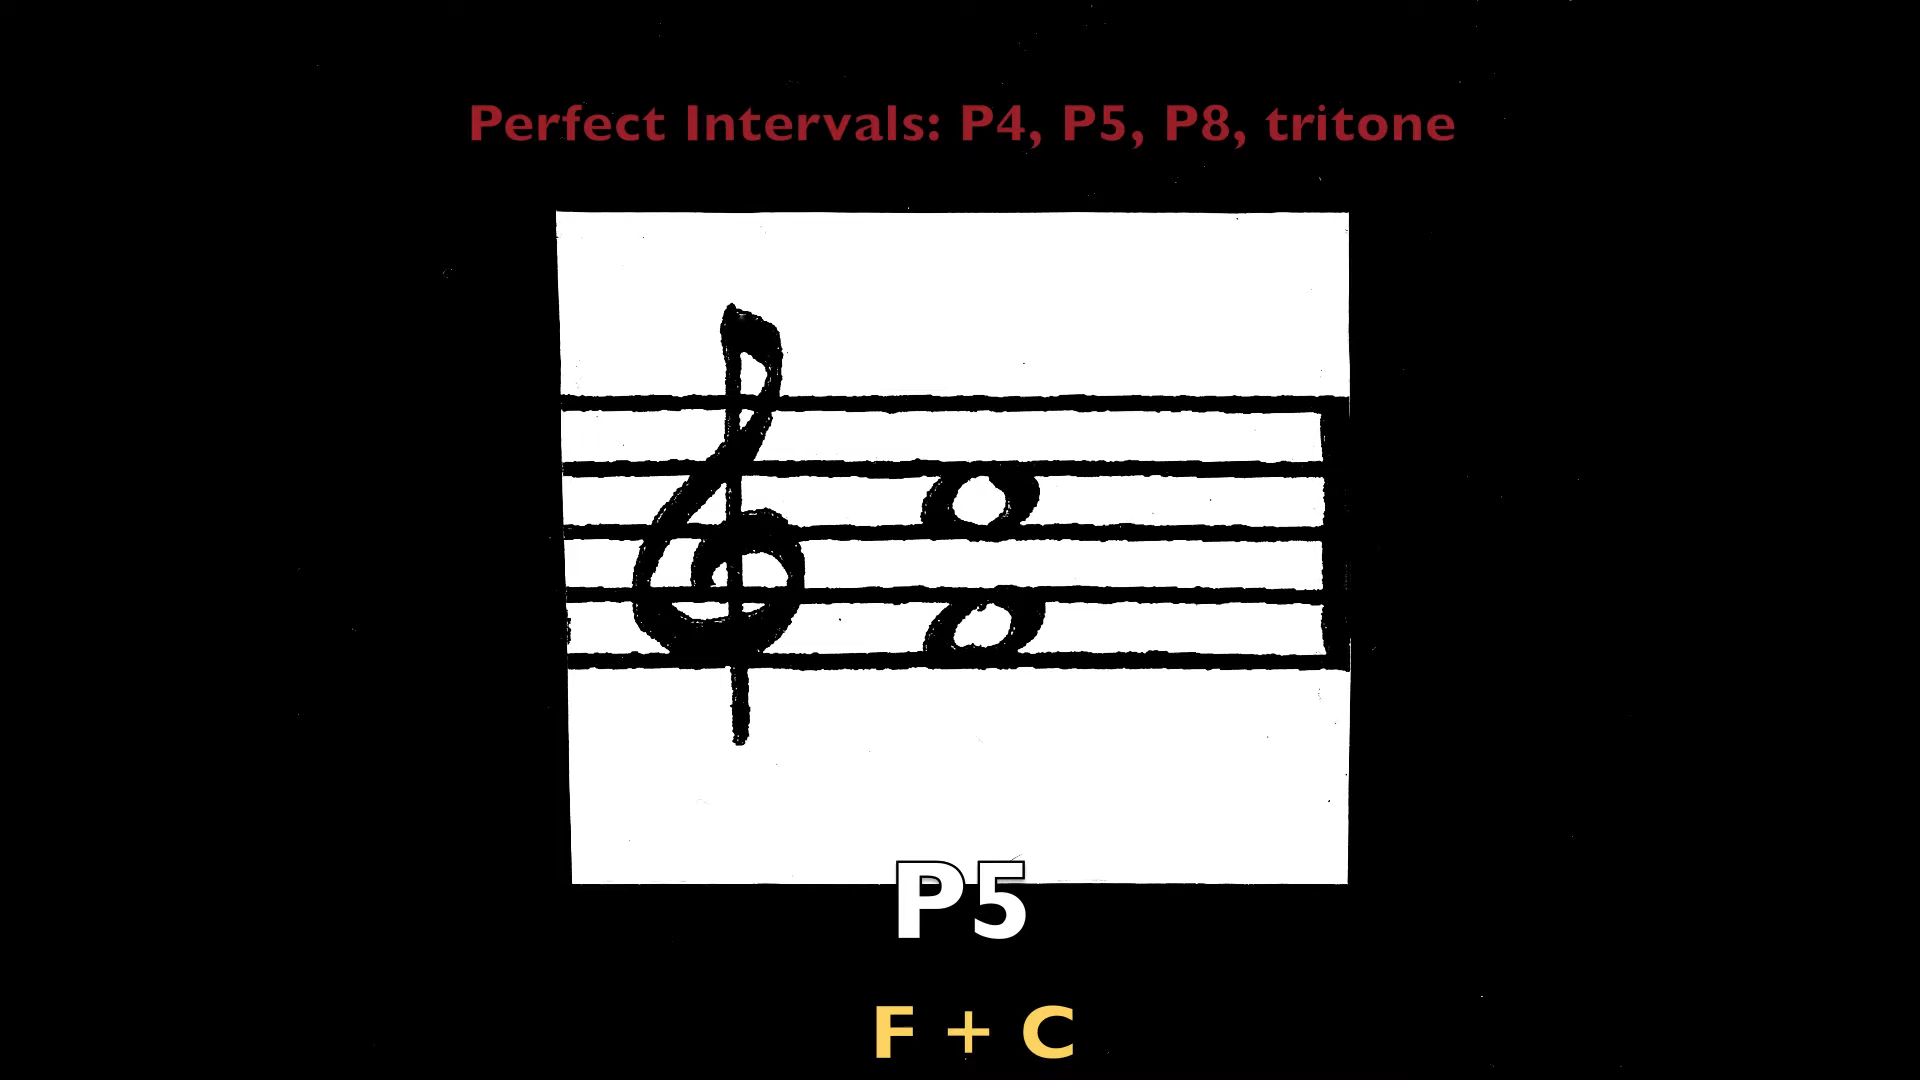 Perfect Intervals: P4, P5, P8, tritone
P5
F + C